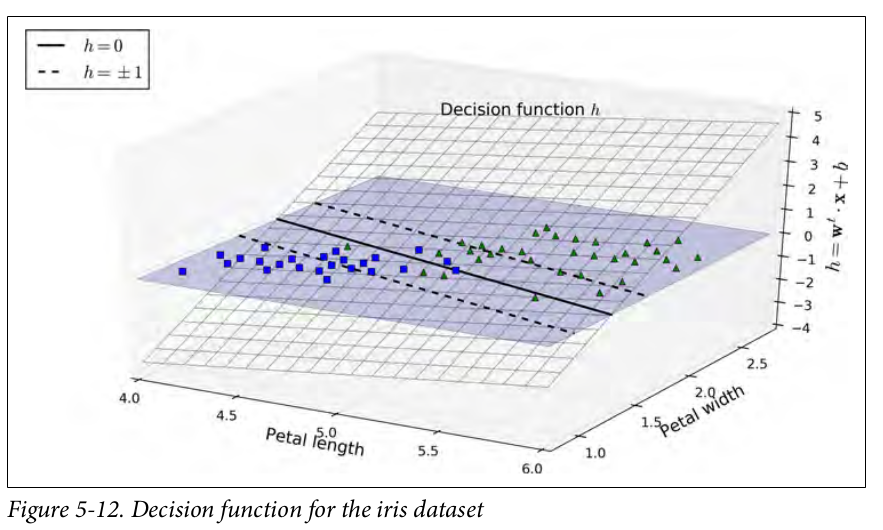 h = 0
h = ± 1
Decision function h
5
4
3
2
1
0
−1
−2
−3
−4
h = wᵗ · x + b
4.0
4.5
5.0
5.5
6.0
Petal length
1.0
1.5
2.0
2.5
Petal width
Figure 5-12. Decision function for the iris dataset